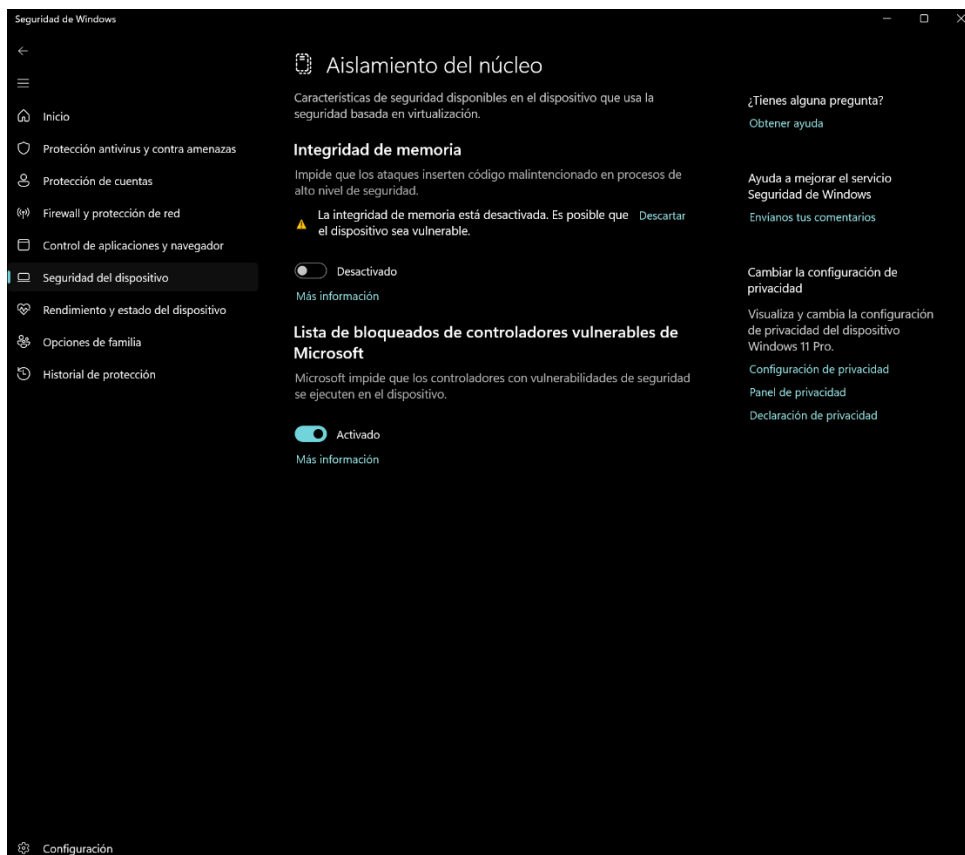 Seguridad de Windows
Inicio
Protección antivirus y contra amenazas
Protección de cuentas
Firewall y protección de red
Control de aplicaciones y navegador
Seguridad del dispositivo
Rendimiento y estado del dispositivo
Opciones de familia
Historial de protección
Configuración
Aislamiento del núcleo
Características de seguridad disponibles en el dispositivo que usa la
seguridad basada en virtualización.
Integridad de memoria
Impide que los ataques inserten código malintencionado en procesos de
alto nivel de seguridad.
La integridad de memoria está desactivada. Es posible que Descartar
el dispositivo sea vulnerable.
Desactivado
Más información
Lista de bloqueados de controladores vulnerables de
Microsoft
Microsoft impide que los controladores con vulnerabilidades de seguridad
se ejecuten en el dispositivo.
Activado
Más información
¿Tienes alguna pregunta?
Obtener ayuda
Ayuda a mejorar el servicio
Seguridad de Windows
Envíanos tus comentarios
Cambiar la configuración de
privacidad
Visualiza y cambia la configuración
de privacidad del dispositivo
Windows 11 Pro.
Configuración de privacidad
Panel de privacidad
Declaración de privacidad